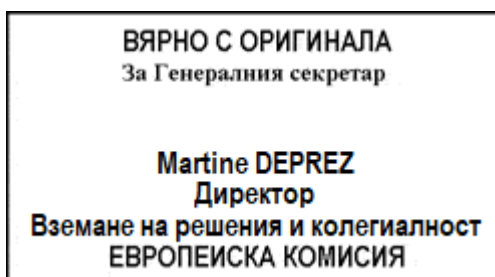 ВЯРНО С ОРИГИНАЛА
За Генералния секретар
Martine DEPREZ
Директор
Вземане на решения и колегиалност
ЕВРОПЕИСКА КОМИСИЯ